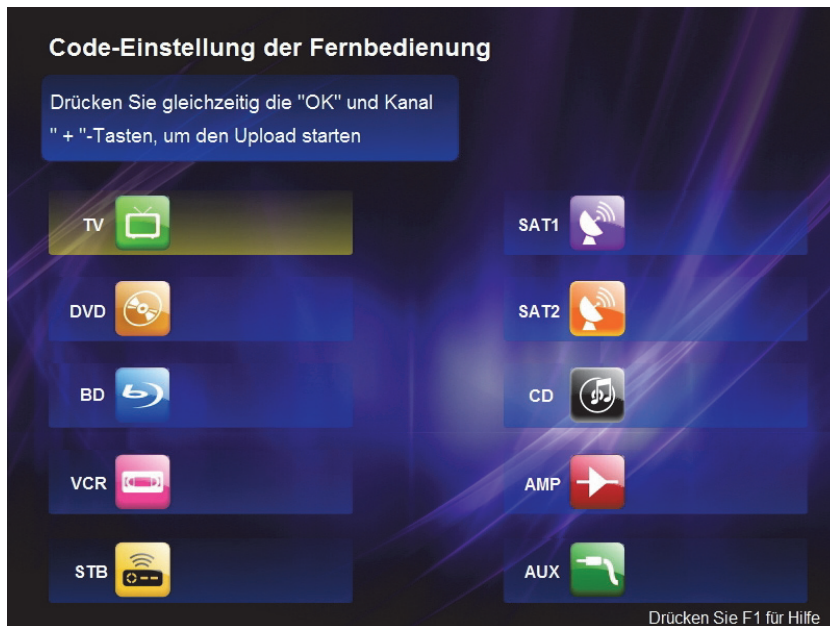 Code-Einstellung der Fernbedienung
Drücken Sie gleichzeitig die "OK" und Kanal
" + "-Tasten, um den Upload starten
TV
DVD
BD
VCR
STB
SAT1
SAT2
CD
AMP
AUX
Drücken Sie F1 für Hilfe